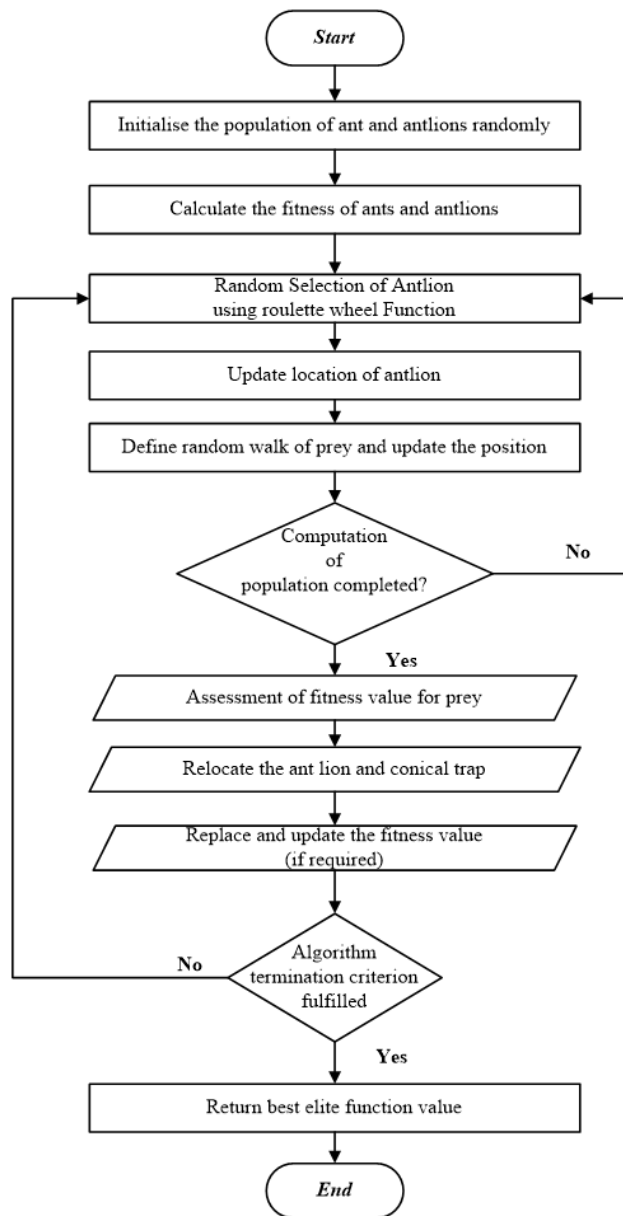 Start
Initialise the population of ant and antlions randomly
Calculate the fitness of ants and antlions
Random Selection of Antlion
using roulette wheel Function
Update location of antlion
Define random walk of prey and update the position
Computation
of
population completed?
No
Yes
Assessment of fitness value for prey
Relocate the ant lion and conical trap
Replace and update the fitness value
(if required)
Algorithm
termination criterion
fulfilled
No
Yes
Return best elite function value
End